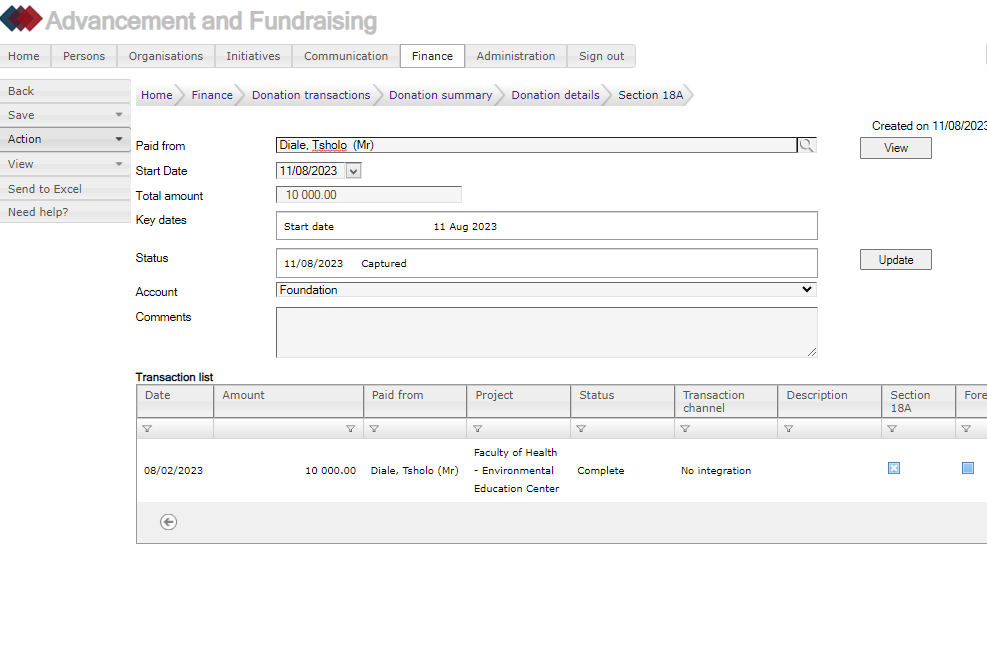 Advancement and Fundraising
Home Persons Organisations Initiatives Communication Finance Administration Sign out
Back
Save
Action
View
Send to Excel
Need help?
Home Finance Donation transactions Donation summary Donation details Section 18A
Created on 11/08/2023
Paid from Diale, Tsholo (Mr) View
Start Date 11/08/2023
Total amount 10 000.00
Key dates Start date 11 Aug 2023
Status 11/08/2023 Captured Update
Account Foundation
Comments
Transaction list
Date Amount Paid from Project Status Transaction channel Description Section 18A Fore
08/02/2023 10 000.00 Diale, Tsholo (Mr) Faculty of Health - Environmental Education Center Complete No integration